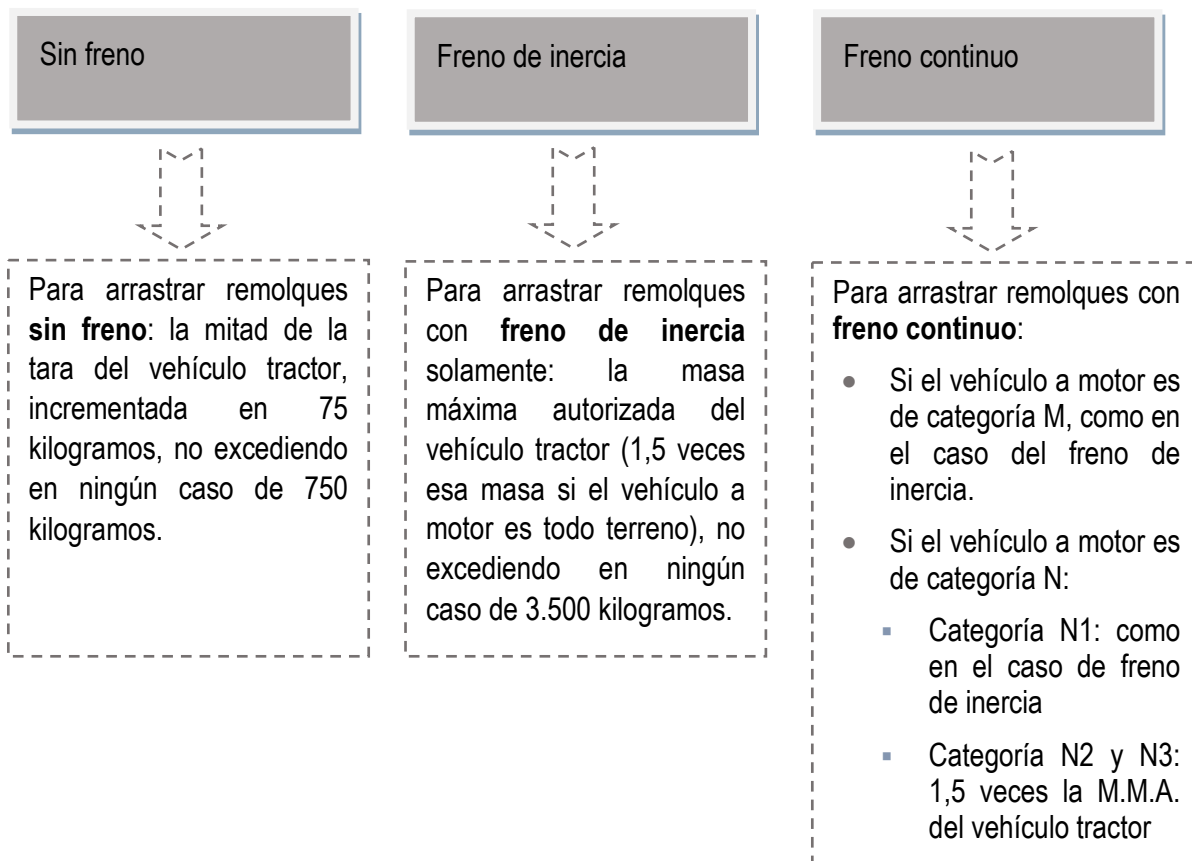 Sin freno
Para arrastrar remolques
sin freno: la mitad de la
tara del vehículo tractor,
incrementada en 75
kilogramos, no excediendo
en ningún caso de 750
kilogramos.
Freno de inercia
Para arrastrar remolques
con freno de inercia
solamente: la masa
máxima autorizada del
vehículo tractor (1,5 veces
esa masa si el vehículo a
motor es todo terreno), no
excediendo en ningún
caso de 3.500 kilogramos.
Freno continuo
Para arrastrar remolques con
freno continuo:
● Si el vehículo a motor es
de categoría M, como en
el caso del freno de
inercia.
● Si el vehículo a motor es
de categoría N:
▪ Categoría N1: como
en el caso de freno
de inercia
▪ Categoría N2 y N3:
1,5 veces la M.M.A.
del vehículo tractor